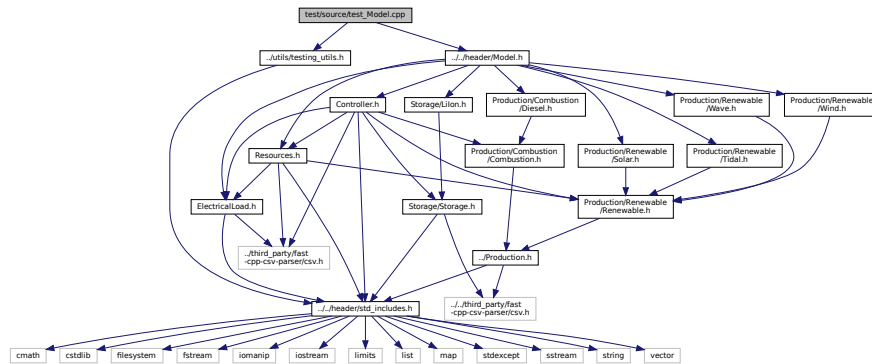 test/source/test_Model.cpp
../utils/testing_utils.h
../../header/Model.h
Controller.h
Storage/LiIon.h
Production/Combustion
/Diesel.h
Production/Renewable
/Wave.h
Production/Renewable
/Wind.h
Resources.h
Production/Combustion
/Combustion.h
Production/Renewable
/Solar.h
Production/Renewable
/Tidal.h
ElectricalLoad.h
Storage/Storage.h
Production/Renewable
/Renewable.h
../third_party/fast
-cpp-csv-parser/csv.h
../Production.h
../../header/std_includes.h
../../third_party/fast
-cpp-csv-parser/csv.h
cmath
cstdlib
filesystem
fstream
iomanip
iostream
limits
list
map
stdexcept
sstream
string
vector